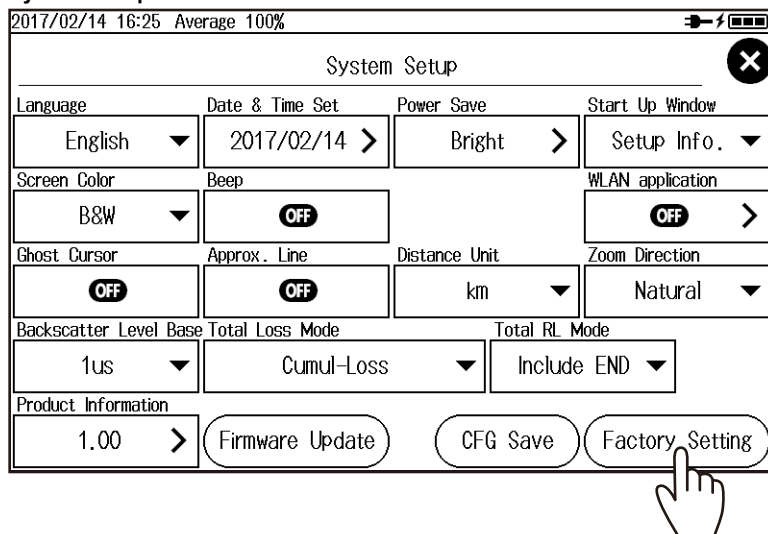 2017/02/14 16:25 Average 100%
System Setup
Language Date & Time Set Power Save Start Up Window
English 2017/02/14 Bright Setup Info.
Screen Color Beep WLAN application
B&W OFF OFF
Ghost Cursor Approx. Line Distance Unit Zoom Direction
OFF OFF km Natural
Backscatter Level Base Total Loss Mode Total RL Mode
1us Cumul-Loss Include END
Product Information
1.00 Firmware Update CFG Save Factory Setting